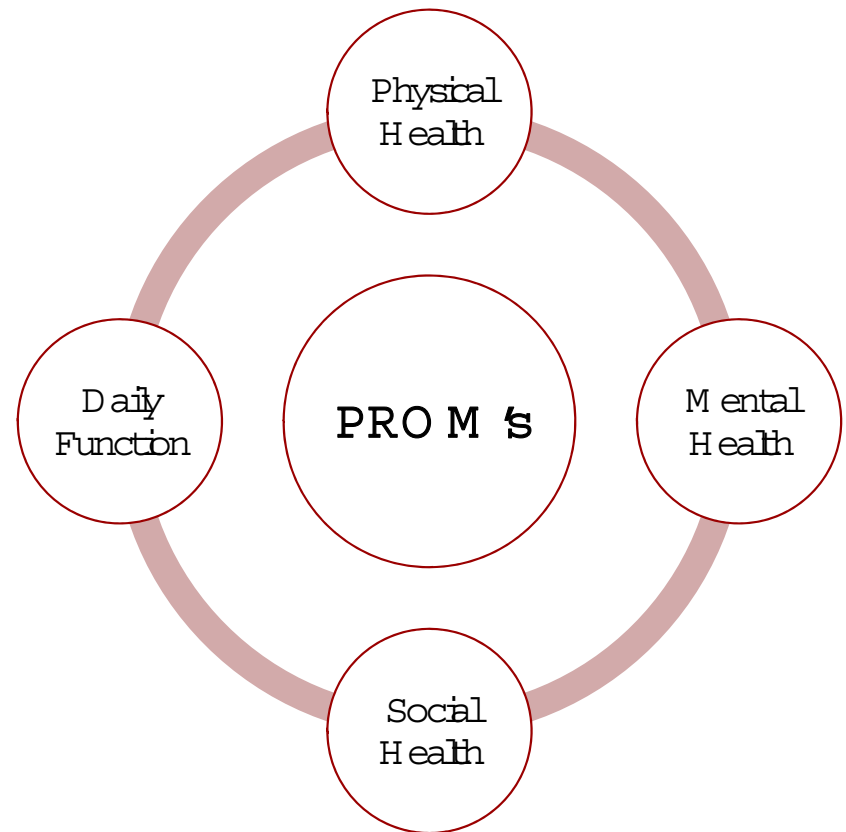 Physical
Health
Daily
Function
PROM's
Mental
Health
Social
Health